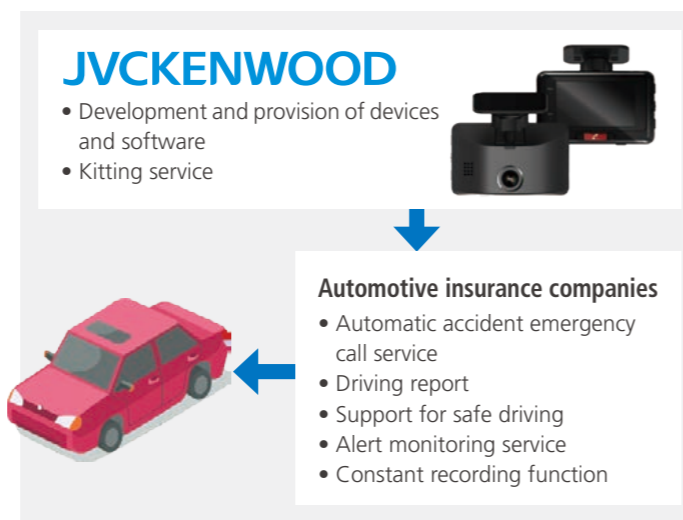 JVCKENWOOD
• Development and provision of devices
and software
• Kitting service
Automotive insurance companies
• Automatic accident emergency
call service
• Driving report
• Support for safe driving
• Alert monitoring service
• Constant recording function